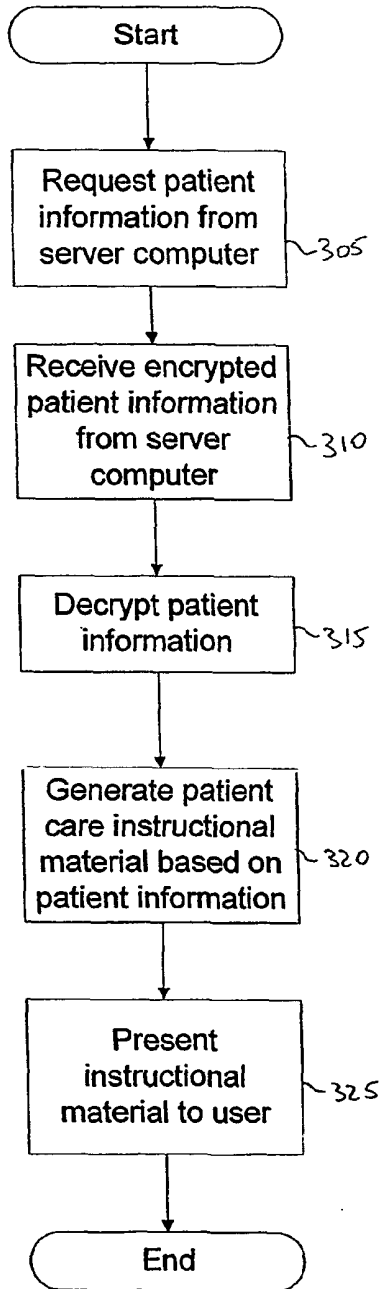 Start
Request patient
information from
server computer
305
Receive encrypted
patient information
from server
computer
310
Decrypt patient
information
315
Generate patient
care instructional
material based on
patient information
320
Present
instructional
material to user
325
End